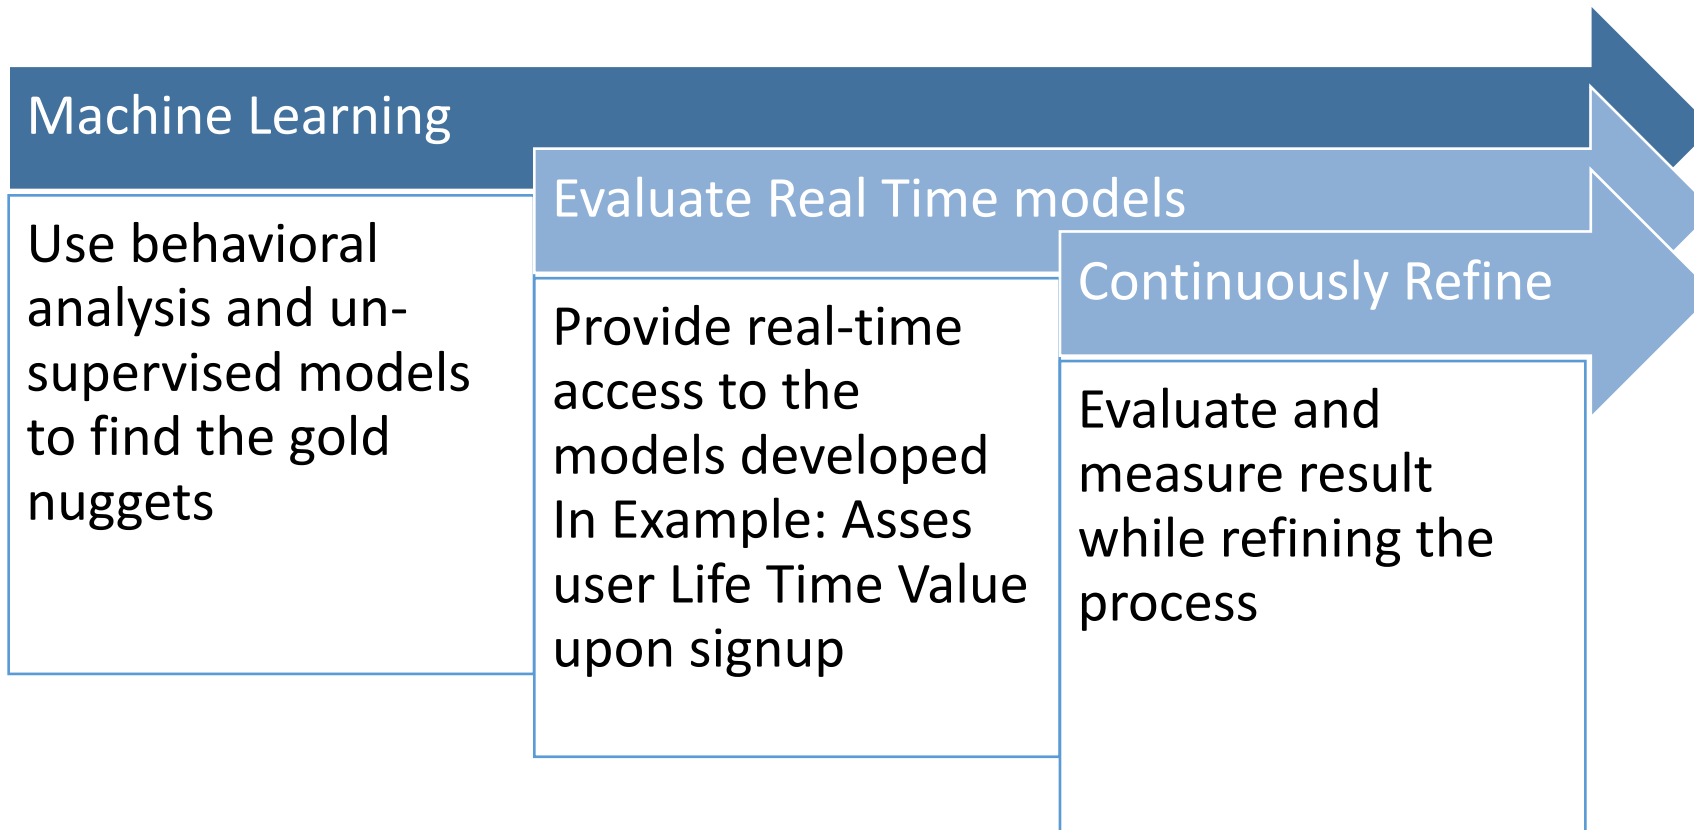 Machine Learning
Use behavioral
analysis and un-
supervised models
to find the gold
nuggets
Evaluate Real Time models
Provide real-time
access to the
models developed
In Example: Asses
user Life Time Value
upon signup
Continuously Refine
Evaluate and
measure result
while refining the
process